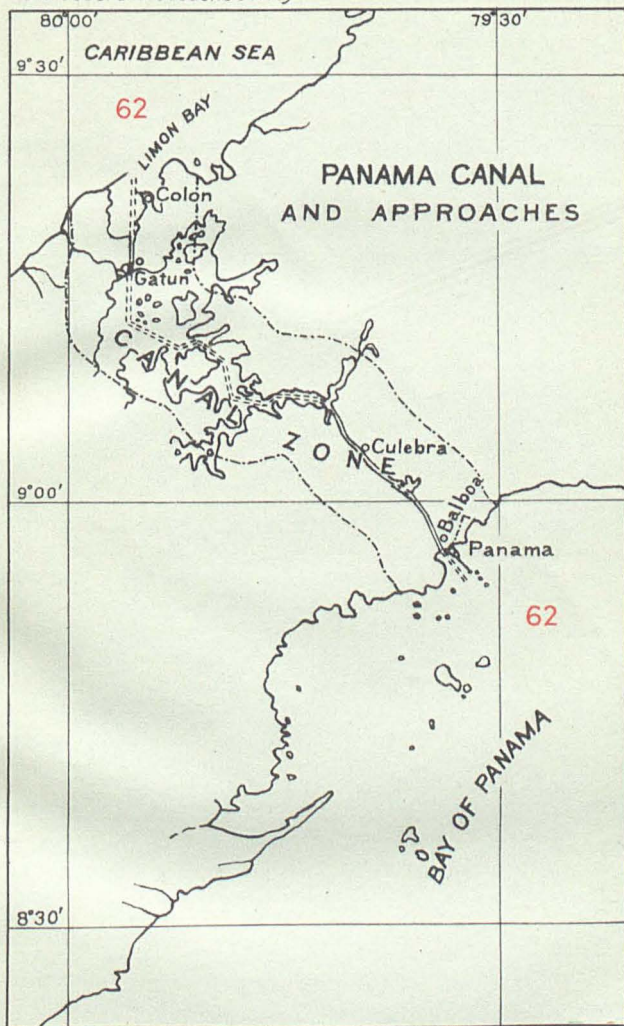 80°00'
79°30'
9°30'
CARIBBEAN SEA
62
LIMON BAY
PANAMA CANAL
AND APPROACHES
Colon
Gatun
CANAL ZONE
Culebra
9°00'
Balboa
Panama
62
BAY OF PANAMA
8°30'